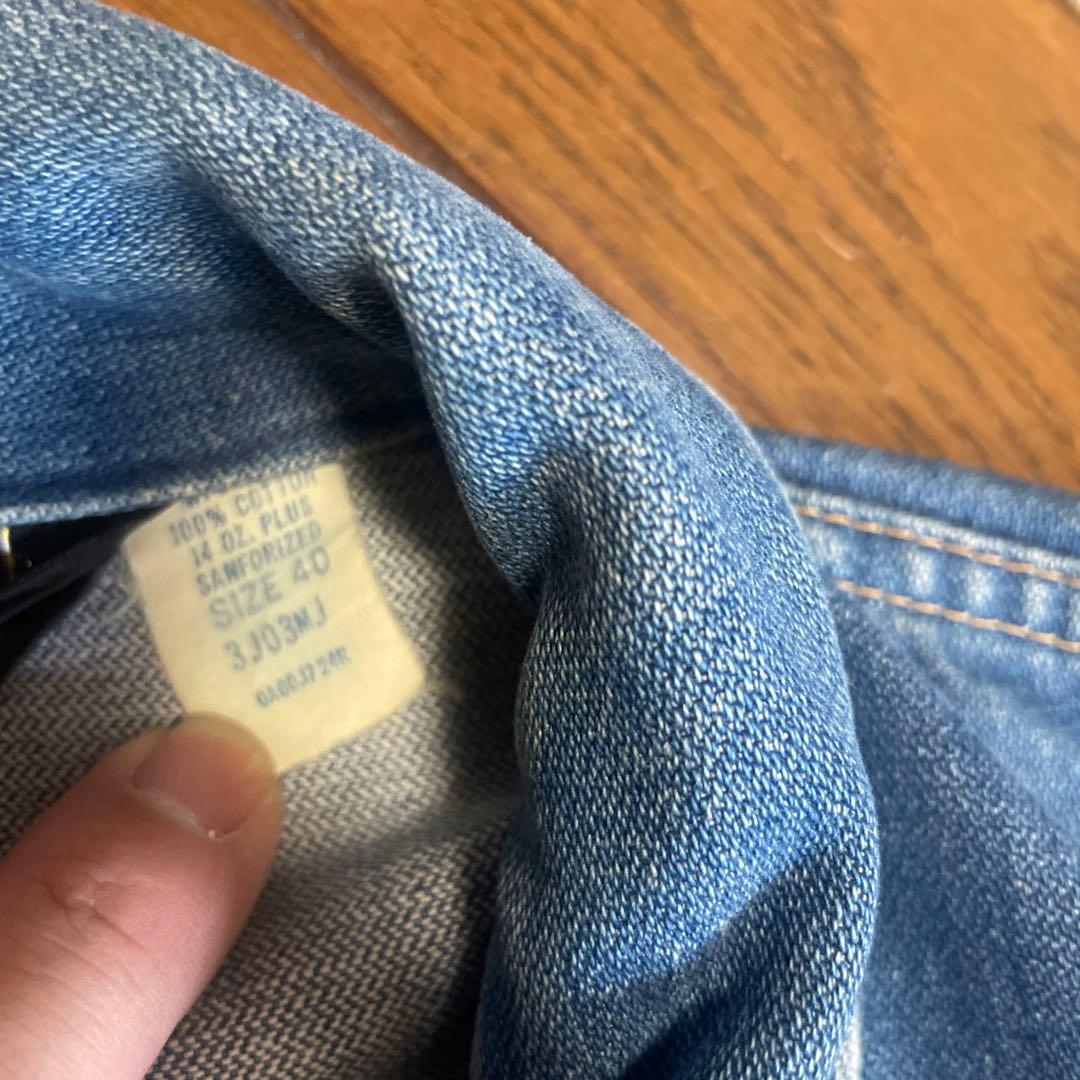 100% COTTON
14 OZ. PLUS
SANFORIZED
SIZE 40
3J03MJ